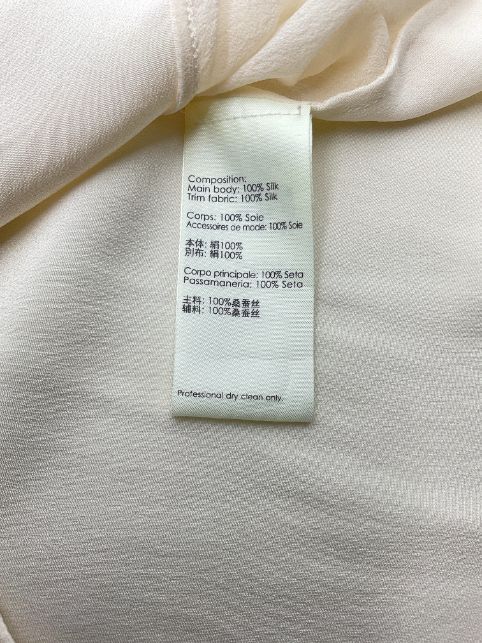 Composition:
Main body: 100% Silk
Trim fabric: 100% Silk
Corps: 100% Soie
Accessoires de mode: 100% Soie
本体: 絹100%
別布: 絹100%
Corpo principale: 100% Seta
Passamaneria: 100% Seta
主料: 100%桑蚕丝
辅料: 100%桑蚕丝
Professional dry clean only.